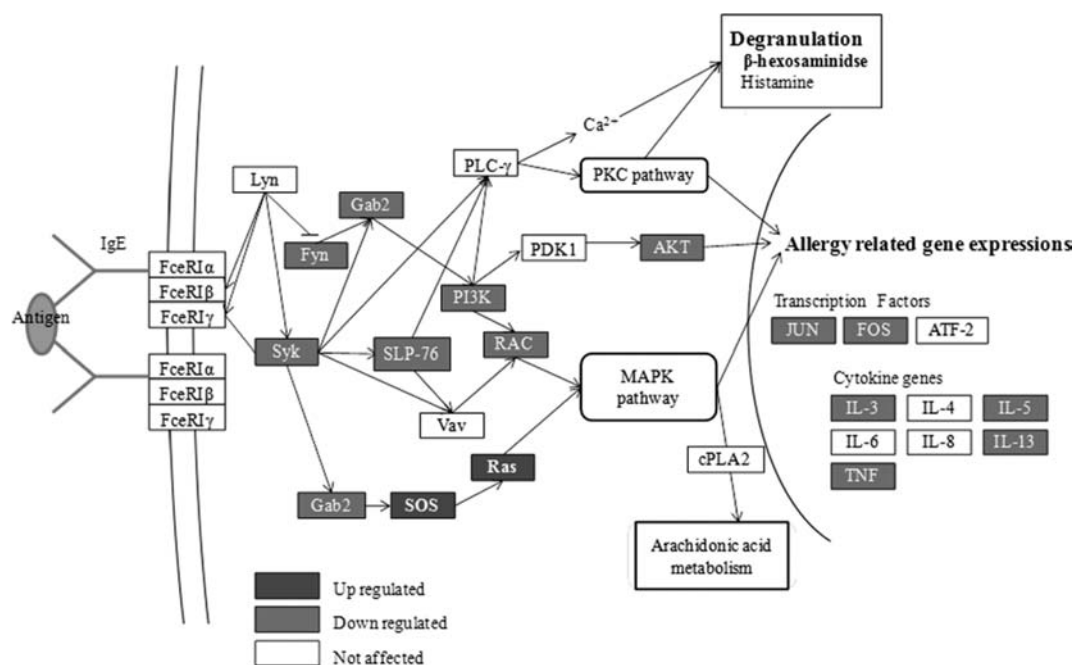 Degranulation
β-hexosaminidse
Histamine
Ca²⁺
PLC-γ
PKC pathway
Lyn
Gab2
IgE
Fyn
PDK1
AKT
Allergy related gene expressions
FceRIα
FceRIβ
FceRIγ
Antigen
PI3K
Transcription Factors
JUN
FOS
ATF-2
Syk
SLP-76
RAC
FceRIα
FceRIβ
FceRIγ
MAPK
pathway
Vav
Cytokine genes
IL-3
IL-4
IL-5
IL-6
IL-8
IL-13
TNF
cPLA2
Ras
Gab2
SOS
Arachidonic acid
metabolism
Up regulated
Down regulated
Not affected